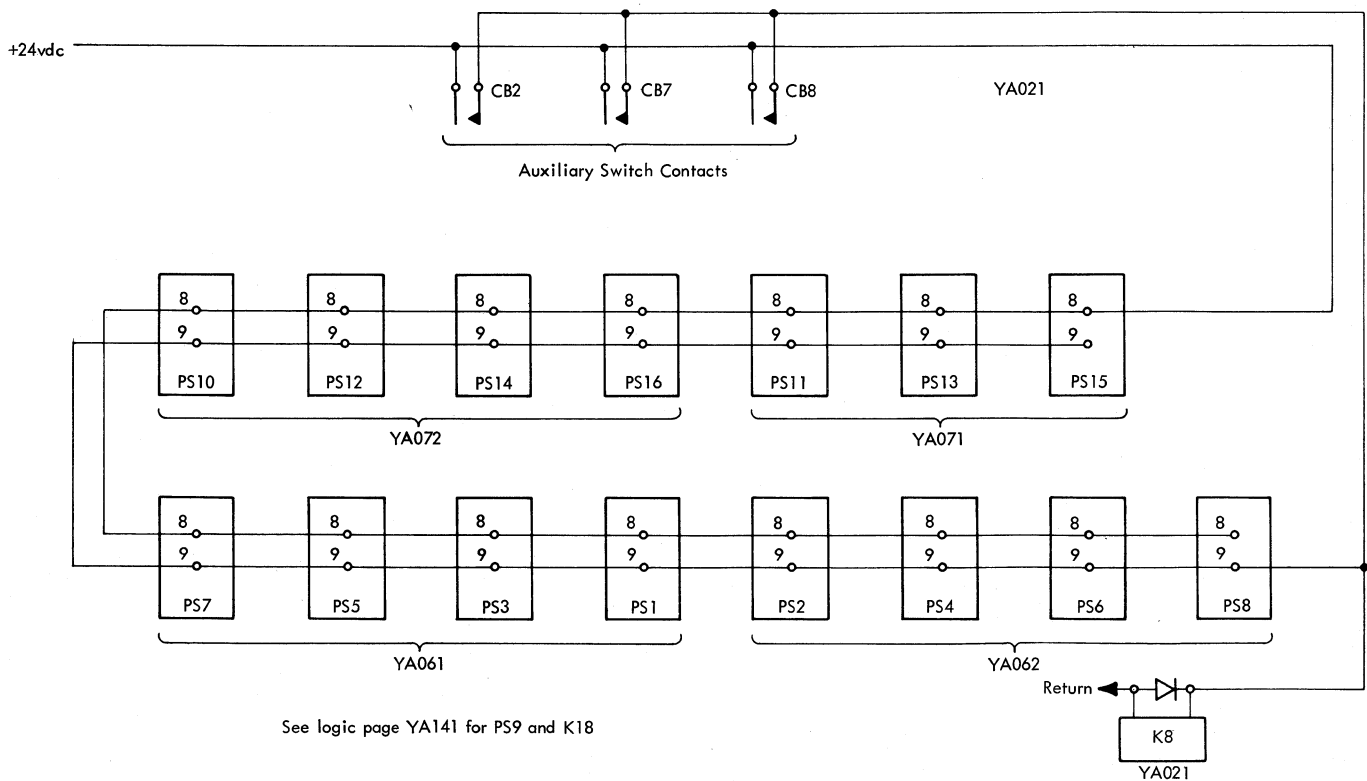 +24vdc
CB2 CB7 CB8 YA021
Auxiliary Switch Contacts
8 8 8 8 8 8 8
9 9 9 9 9 9 9
PS10 PS12 PS14 PS16 PS11 PS13 PS15
YA072 YA071
8 8 8 8 8 8 8 8
9 9 9 9 9 9 9 9
PS7 PS5 PS3 PS1 PS2 PS4 PS6 PS8
YA061 YA062
Return
See logic page YA141 for PS9 and K18
K8
YA021